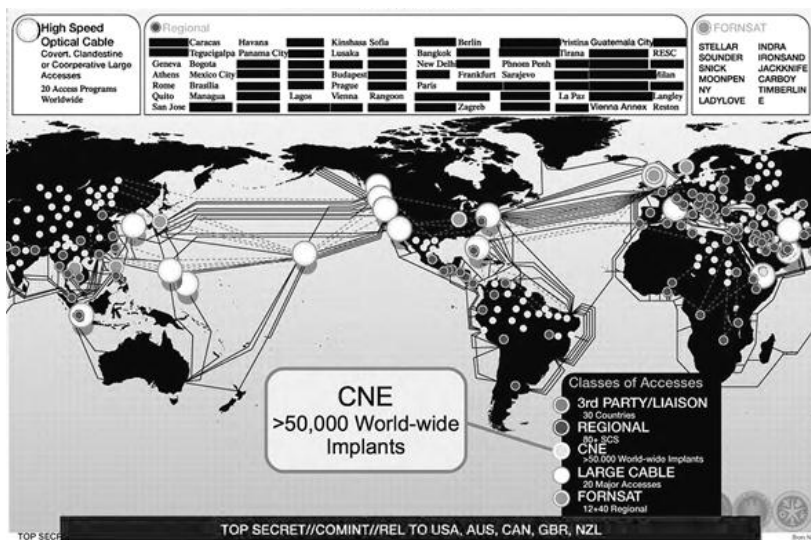 High Speed
Optical Cable
Covert, Clandestine
or Cooperative Large
Accesses
20 Access Programs
Worldwide
Regional
Caracas Havana Kinshasa Sofia Berlin Pristina Guatemala City
Tegucigalpa Panama City Lusaka Bangkok Tirana RESC
Geneva Bogota New Delhi Phnom Penh
Athens Mexico City Budapest Frankfurt Sarajevo Milan
Rome Brasilia Prague Paris
Quito Managua Lagos Vienna Rangoon La Paz Langley
San Jose Zagreb Vienna Annex Reston
FORNSAT
STELLAR INDRA
SOUNDER IRONSAND
SNICK JACKKNIFE
MOONPEN CARBOY
NY TIMBERLIN
LADYLOVE E
CNE
>50,000 World-wide
Implants
Classes of Accesses
3rd PARTY/LIAISON
30 Countries
REGIONAL
80+ SCS
CNE
>50.000 World-wide Implants
LARGE CABLE
20 Major Accesses
FORNSAT
12+40 Regional
TOP SECRET//COMINT//REL TO USA, AUS, CAN, GBR, NZL
TOP SECR